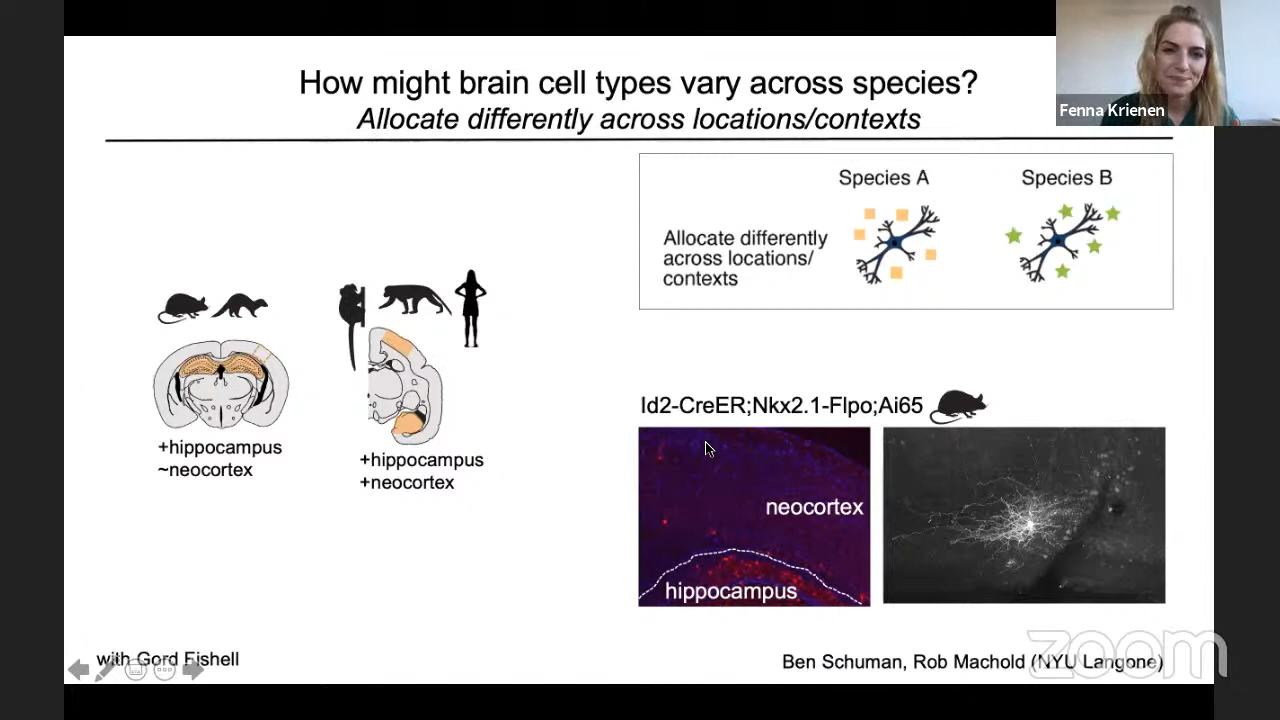 How might brain cell types vary across species?
Allocate differently across locations/contexts
Fenna Krienen
Species A
Species B
Allocate differently
across locations/
contexts
+hippocampus
~neocortex
+hippocampus
+neocortex
Id2-CreER;Nkx2.1-Flpo;Ai65
neocortex
hippocampus
with Gord Fishell
Ben Schuman, Rob Machold (NYU Langone)
zoom